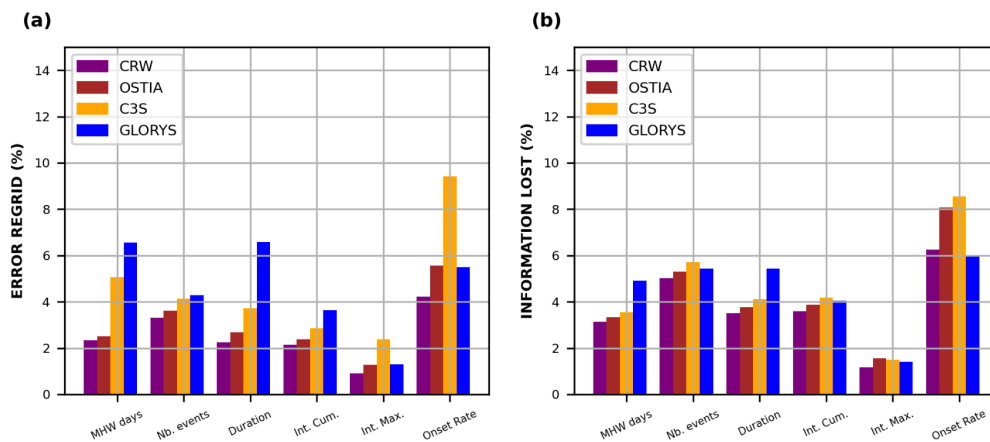 (a)
ERROR REGRID (%)
14
12
10
8
6
4
2
0
CRW
OSTIA
C3S
GLORYS
MHW days
Nb. events
Duration
Int. Cum.
Int. Max.
Onset Rate
(b)
INFORMATION LOST (%)
14
12
10
8
6
4
2
0
CRW
OSTIA
C3S
GLORYS
MHW days
Nb. events
Duration
Int. Cum.
Int. Max.
Onset Rate